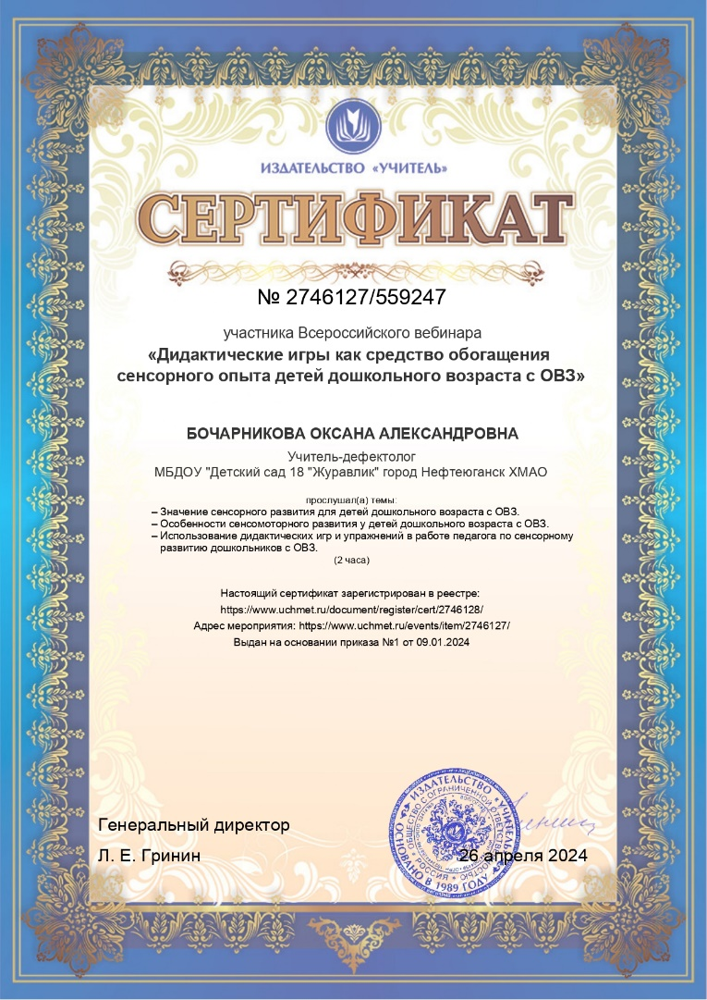 ИЗДАТЕЛЬСТВО «УЧИТЕЛЬ»
СЕРТИФИКАТ
№ 2746127/559247
участника Всероссийского вебинара
«Дидактические игры как средство обогащения
сенсорного опыта детей дошкольного возраста с ОВЗ»
БОЧАРНИКОВА ОКСАНА АЛЕКСАНДРОВНА
Учитель-дефектолог
МБДОУ "Детский сад 18 "Журавлик" город Нефтеюганск ХМАО
прослушал(а) темы:
– Значение сенсорного развития для детей дошкольного возраста с ОВЗ.
– Особенности сенсомоторного развития у детей дошкольного возраста с ОВЗ.
– Использование дидактических игр и упражнений в работе педагога по сенсорному
развитию дошкольников с ОВЗ.
(2 часа)
Настоящий сертификат зарегистрирован в реестре:
https://www.uchmet.ru/document/register/cert/2746128/
Адрес мероприятия: https://www.uchmet.ru/events/item/2746127/
Выдан на основании приказа №1 от 09.01.2024
ИЗДАТЕЛЬСТВО «УЧИТЕЛЬ»
ОСНОВАНО В 1989 ГОДУ
ОБЩЕСТВО С ОГРАНИЧЕННОЙ ОТВЕТСТВЕННОСТЬЮ
РОССИЯ
Генеральный директор
Л. Е. Гринин
26 апреля 2024